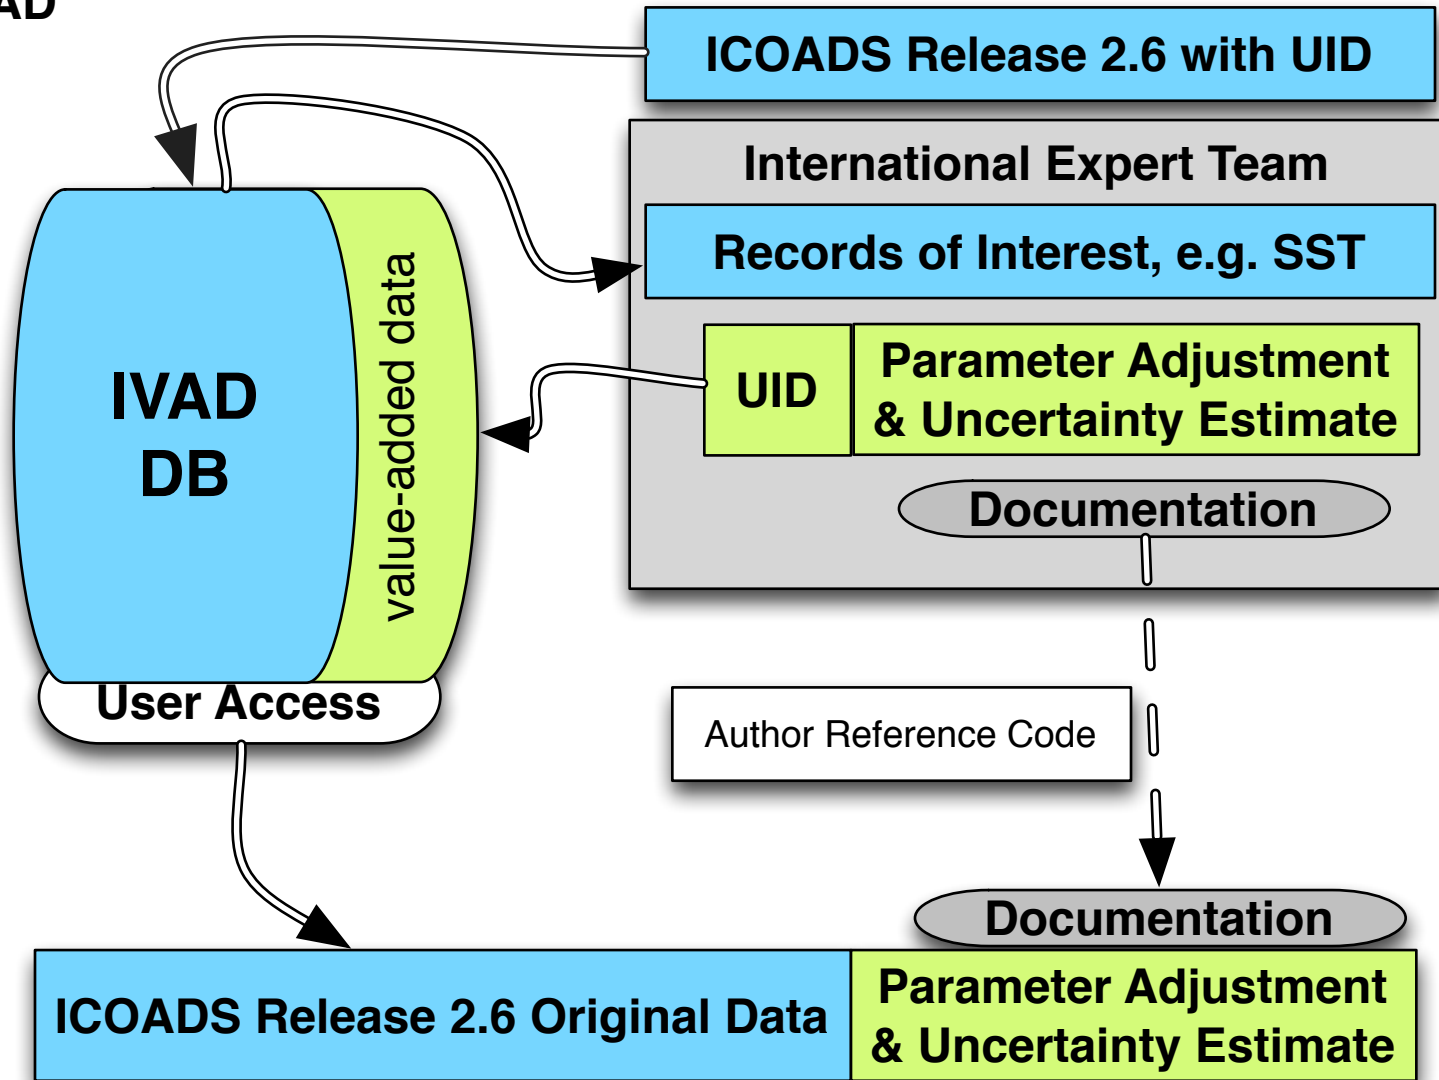 ICOADS Release 2.6 with UID
International Expert Team
Records of Interest, e.g. SST
UID
Parameter Adjustment
& Uncertainty Estimate
Documentation
IVAD
DB
value-added data
User Access
Author Reference Code
Documentation
ICOADS Release 2.6 Original Data
Parameter Adjustment
& Uncertainty Estimate